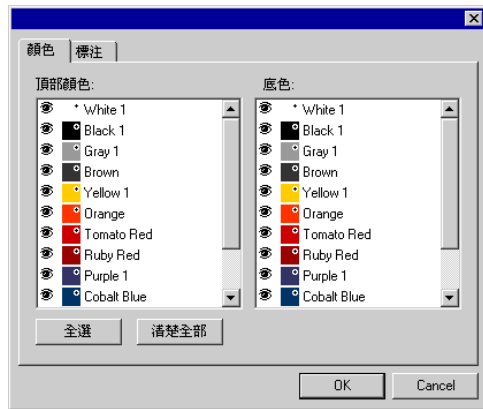 顏色 標注
頂部顏色: 底色:
White 1 White 1
Black 1 Black 1
Gray 1 Gray 1
Brown Brown
Yellow 1 Yellow 1
Orange Orange
Tomato Red Tomato Red
Ruby Red Ruby Red
Purple 1 Purple 1
Cobalt Blue Cobalt Blue
全選 清楚全部
OK Cancel